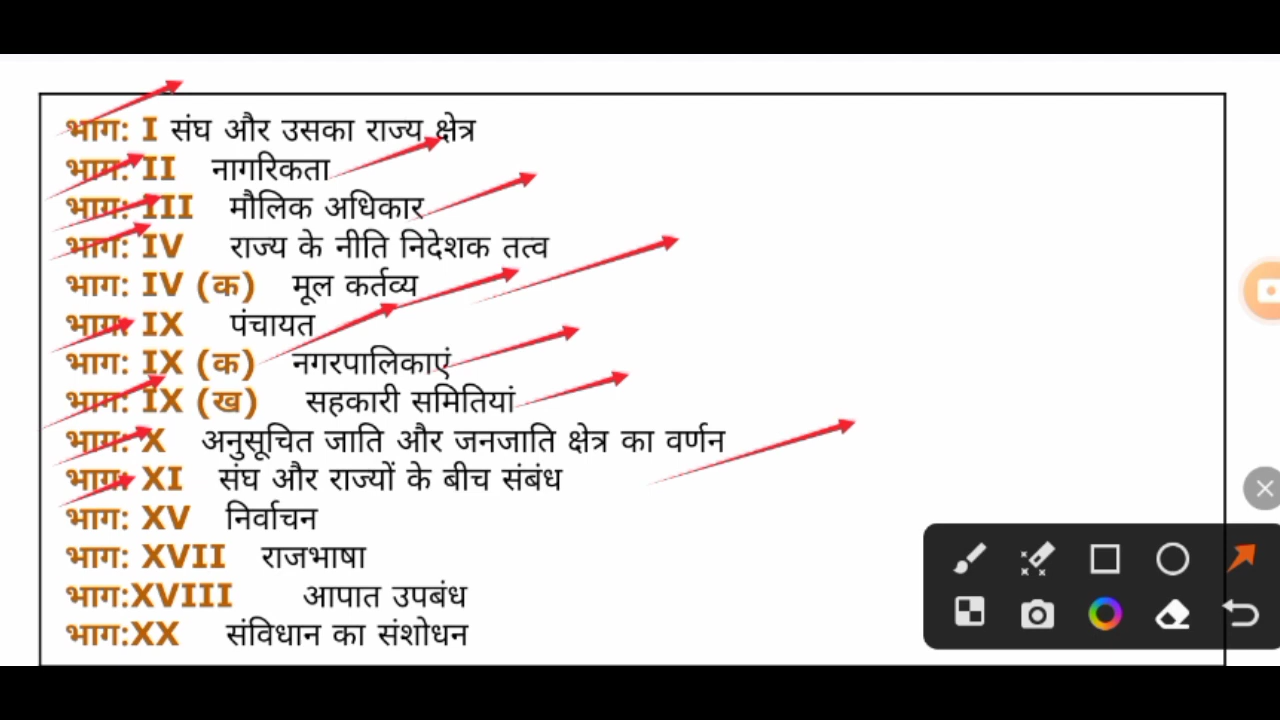 भाग: I संघ और उसका राज्य क्षेत्र
भाग: II नागरिकता
भाग: III मौलिक अधिकार
भाग: IV राज्य के नीति निदेशक तत्व
भाग: IV (क) मूल कर्तव्य
भाग: IX पंचायत
भाग: IX (क) नगरपालिकाएं
भाग: IX (ख) सहकारी समितियां
भाग: X अनुसूचित जाति और जनजाति क्षेत्र का वर्णन
भाग: XI संघ और राज्यों के बीच संबंध
भाग: XV निर्वाचन
भाग: XVII राजभाषा
भाग:XVIII आपात उपबंध
भाग:XX संविधान का संशोधन